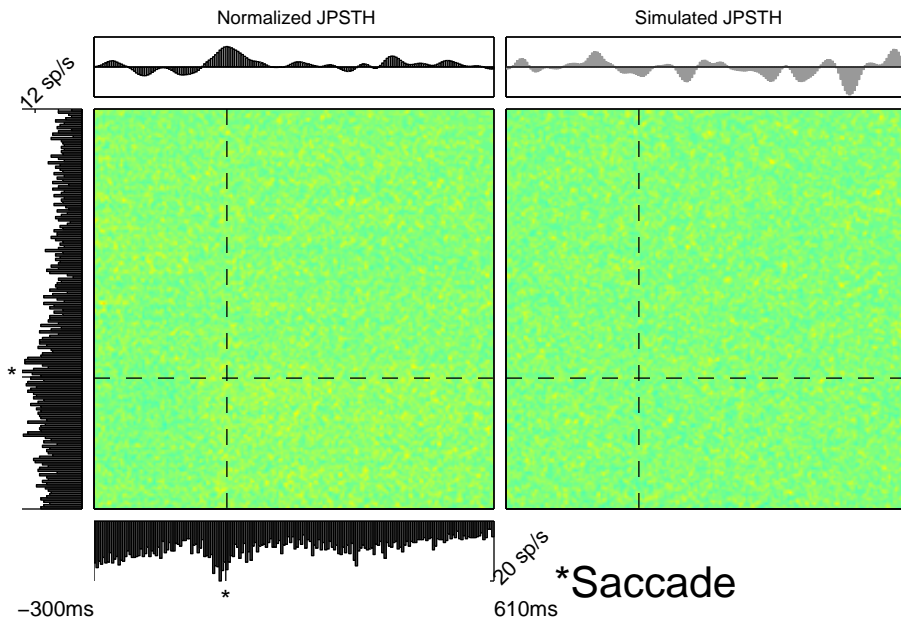 Normalized JPSTH
Simulated JPSTH
12 sp/s
*
20 sp/s
*Saccade
*
−300ms
610ms